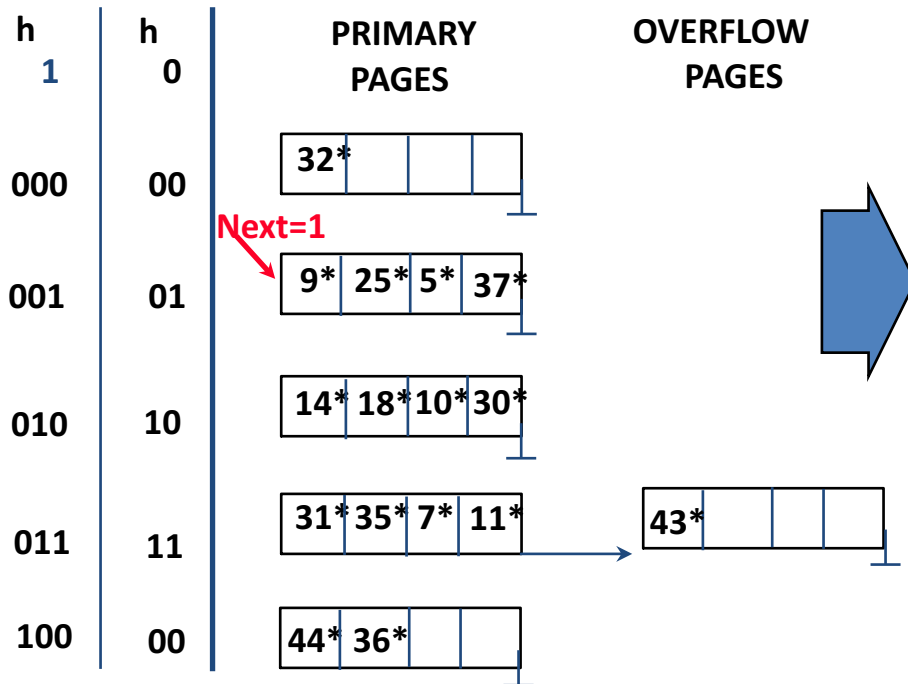 h h PRIMARY OVERFLOW
1 0 PAGES PAGES
000 00 32*
Next=1
001 01 9* 25* 5* 37*
010 10 14* 18* 10* 30*
011 11 31* 35* 7* 11* 43*
100 00 44* 36*